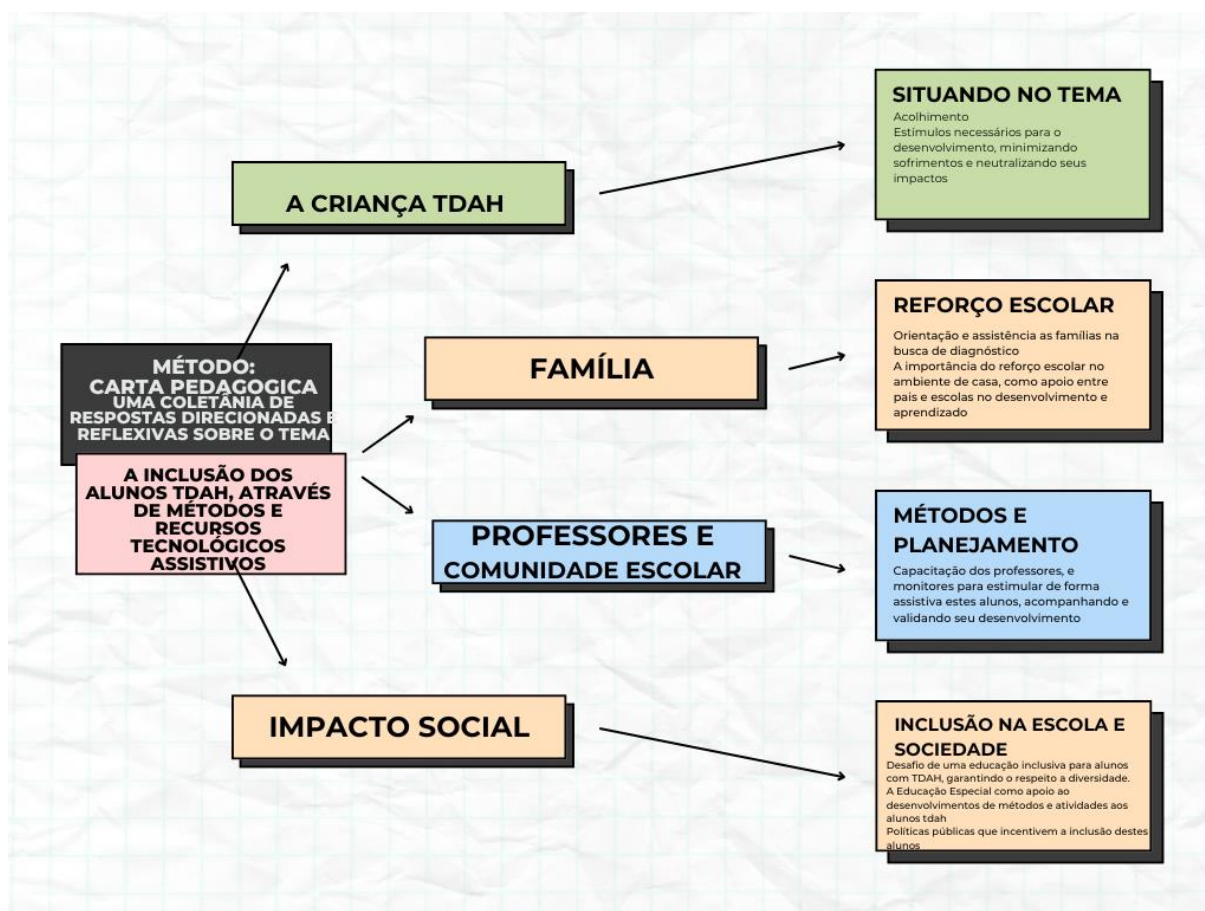 SITUANDO NO TEMA
Acolhimento
Estímulos necessários para o
desenvolvimento, minimizando
sofrimentos e neutralizando seus
impactos
A CRIANÇA TDAH
REFORÇO ESCOLAR
Orientação e assistência as famílias na
busca de diagnóstico
A importância do reforço escolar no
ambiente de casa, como apoio entre
pais e escolas no desenvolvimento e
aprendizado
FAMÍLIA
MÉTODO:
CARTA PEDAGOGICA
UMA COLETÂNIA DE
RESPOSTAS DIRECIONADAS E
REFLEXIVAS SOBRE O TEMA
A INCLUSÃO DOS
ALUNOS TDAH, ATRAVÉS
DE MÉTODOS E
RECURSOS
TECNOLÓGICOS
ASSISTIVOS
PROFESSORES E
COMUNIDADE ESCOLAR
MÉTODOS E
PLANEJAMENTO
Capacitação dos professores, e
monitores para estimular de forma
assistiva estes alunos, acompanhando e
validando seu desenvolvimento
IMPACTO SOCIAL
INCLUSÃO NA ESCOLA E
SOCIEDADE
Desafio de uma educação inclusiva para alunos
com TDAH, garantindo o respeito a diversidade.
A Educação Especial como apoio ao
desenvolvimentos de métodos e atividades aos
alunos tdah
Políticas públicas que incentivem a inclusão destes
alunos